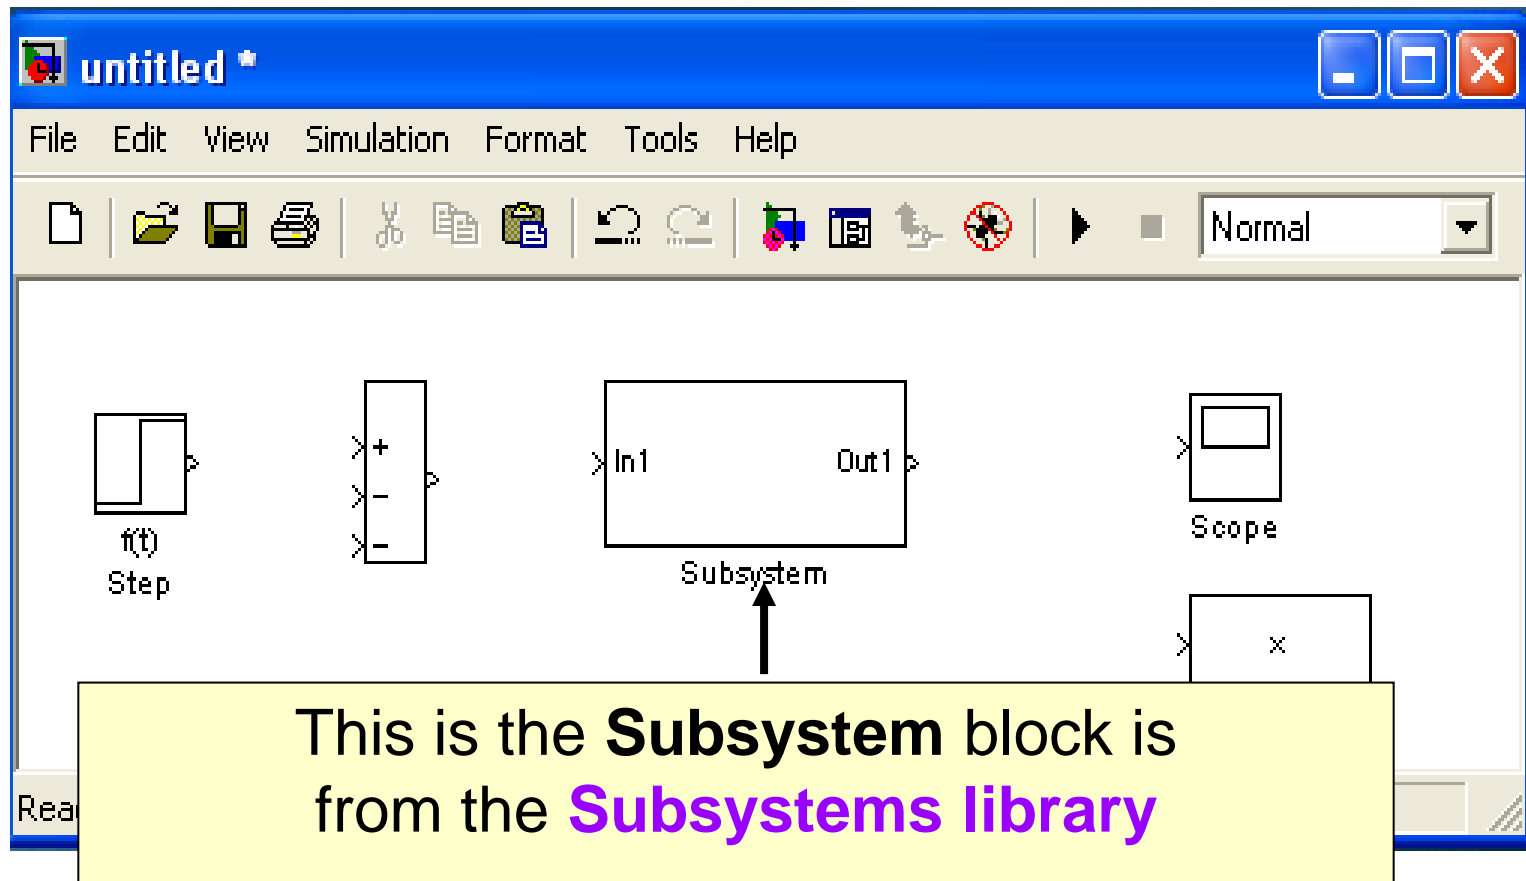 untitled *
File Edit View Simulation Format Tools Help
Normal
+
In1 Out1
−
−
f(t)
Step
Subsystem
Scope
x
This is the Subsystem block is
from the Subsystems library